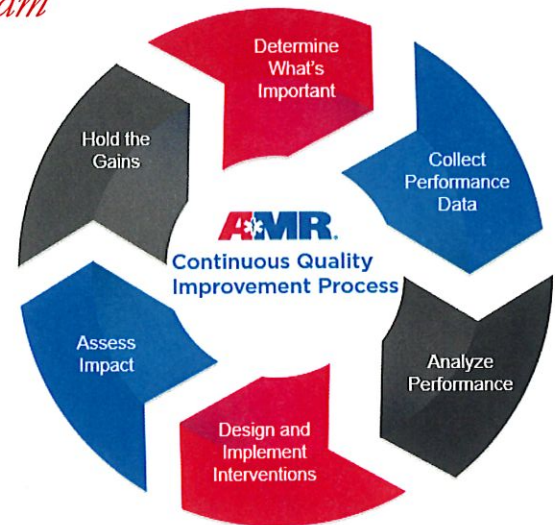 Determine
What's
Important
Collect
Performance
Data
Analyze
Performance
Design and
Implement
Interventions
Assess
Impact
Hold the
Gains
AMR.
Continuous Quality
Improvement Process